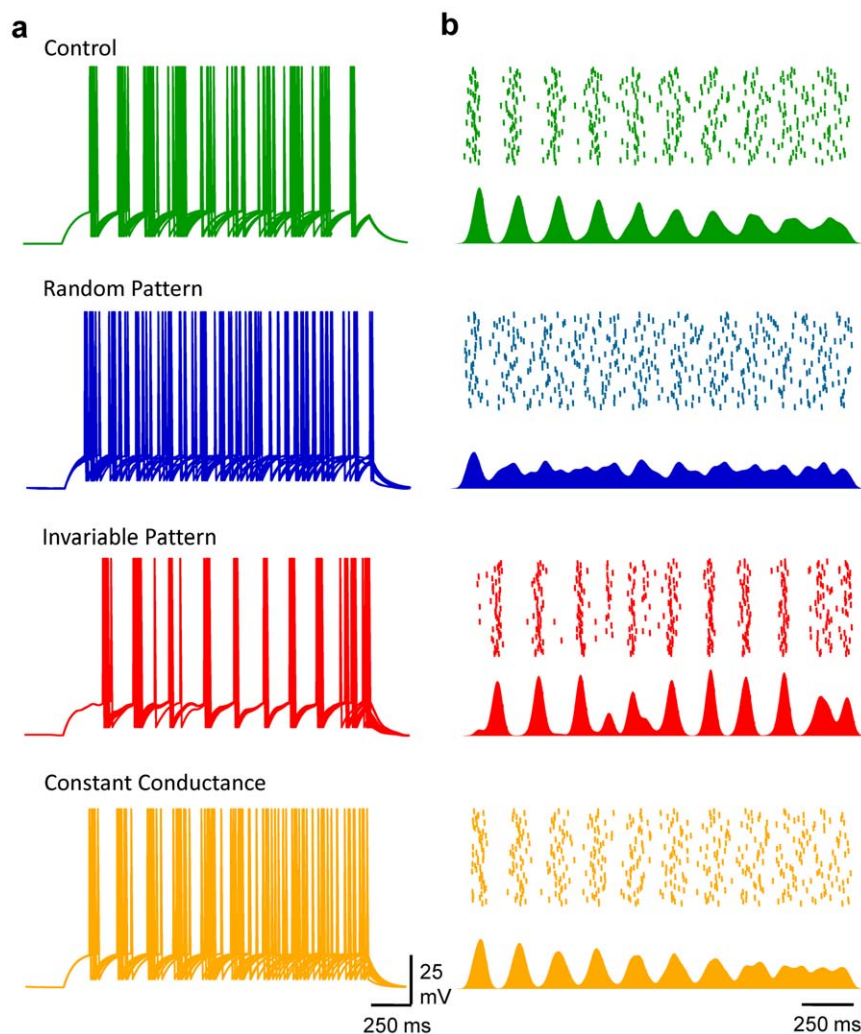 a
b
Control
Random Pattern
Invariable Pattern
Constant Conductance
25
mV
250 ms
250 ms